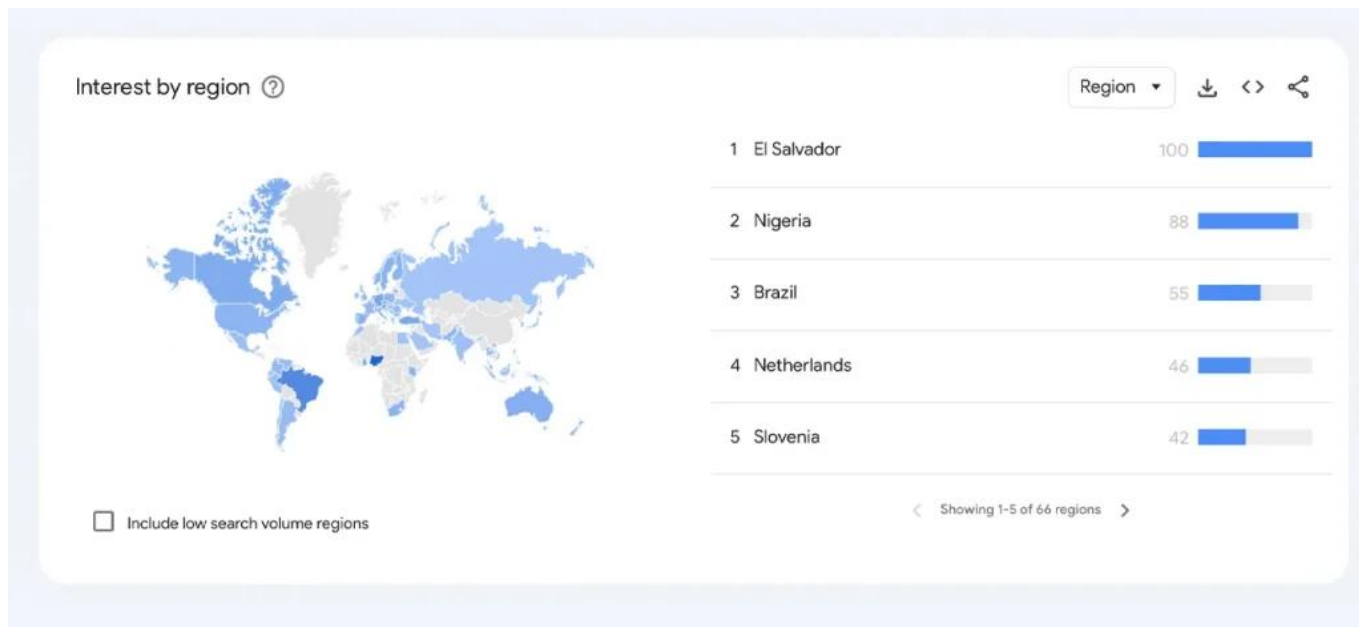 Interest by region
Region
1 El Salvador 100
2 Nigeria 88
3 Brazil 55
4 Netherlands 46
5 Slovenia 42
Include low search volume regions
Showing 1-5 of 66 regions